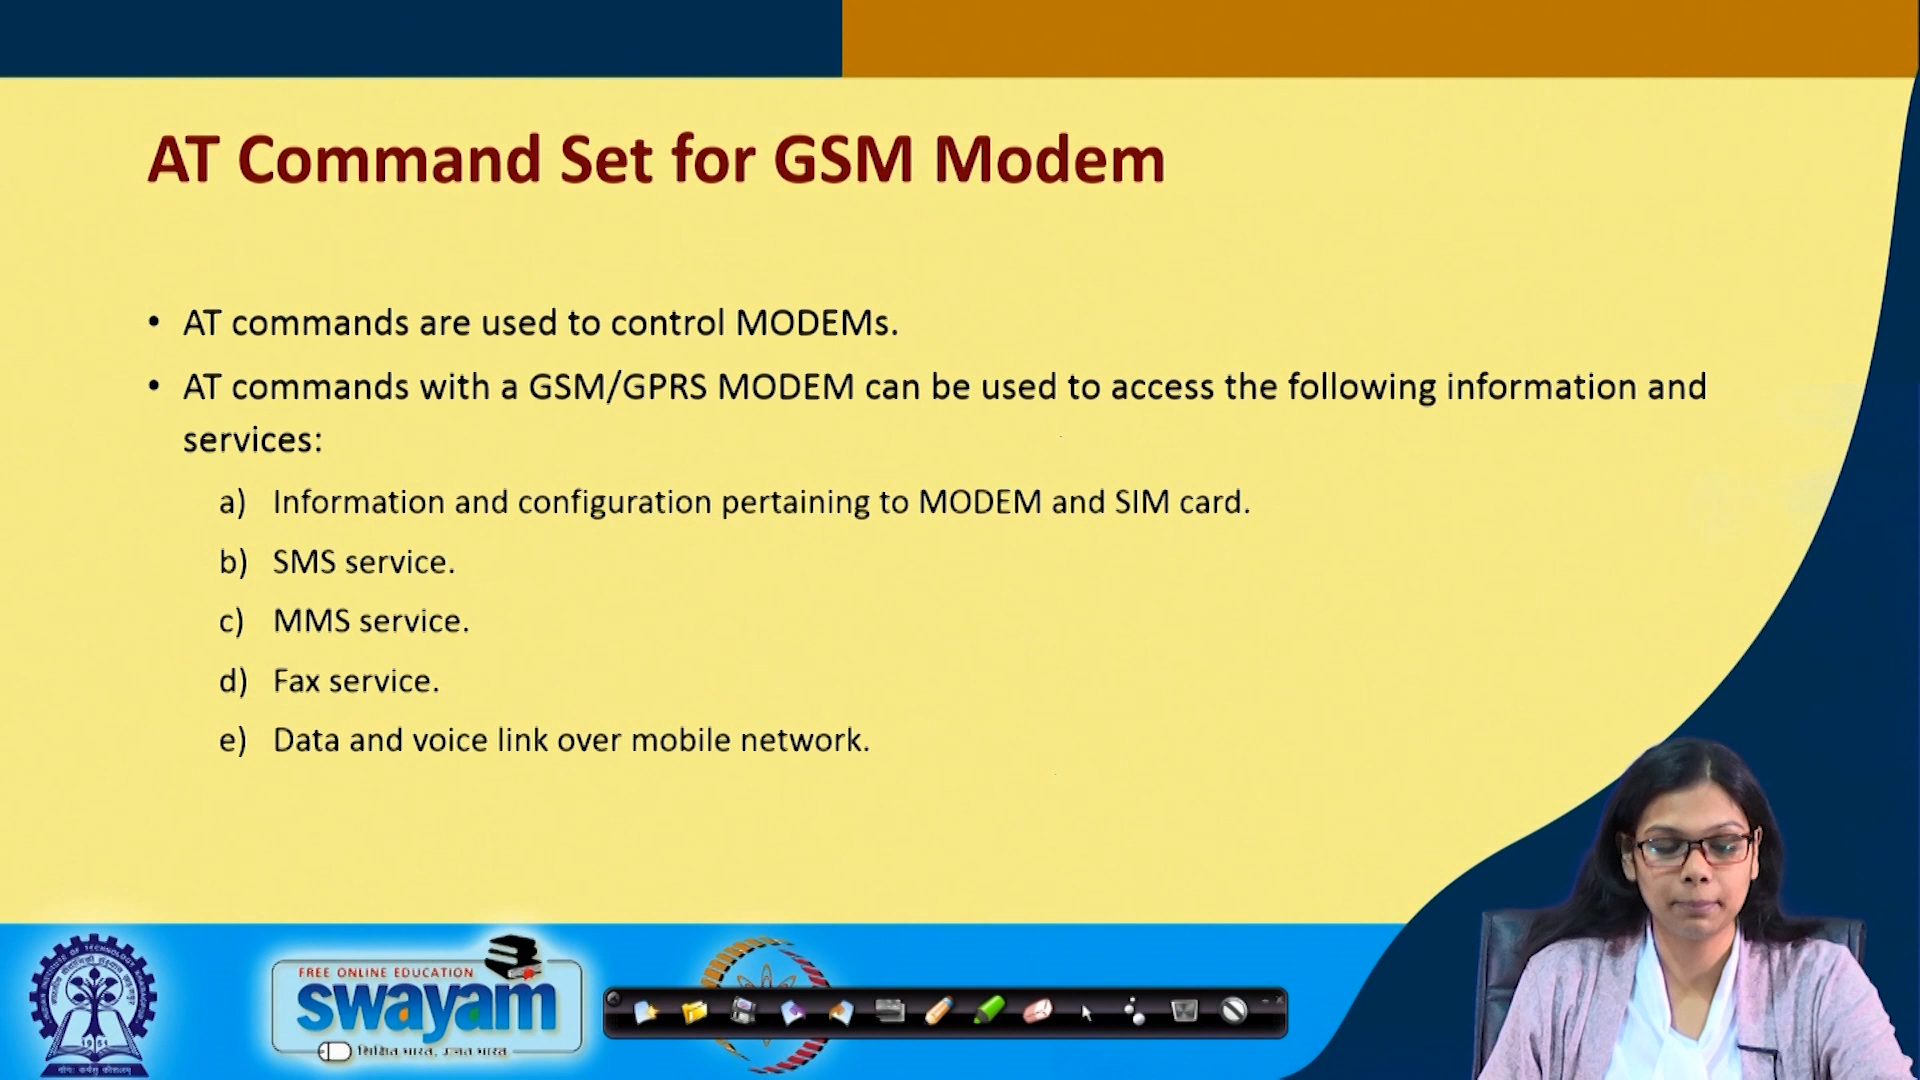 AT Command Set for GSM Modem
• AT commands are used to control MODEMs.
• AT commands with a GSM/GPRS MODEM can be used to access the following information and
services:
a) Information and configuration pertaining to MODEM and SIM card.
b) SMS service.
c) MMS service.
d) Fax service.
e) Data and voice link over mobile network.
FREE ONLINE EDUCATION
swayam
शिक्षित भारत, उन्नत भारत
1951